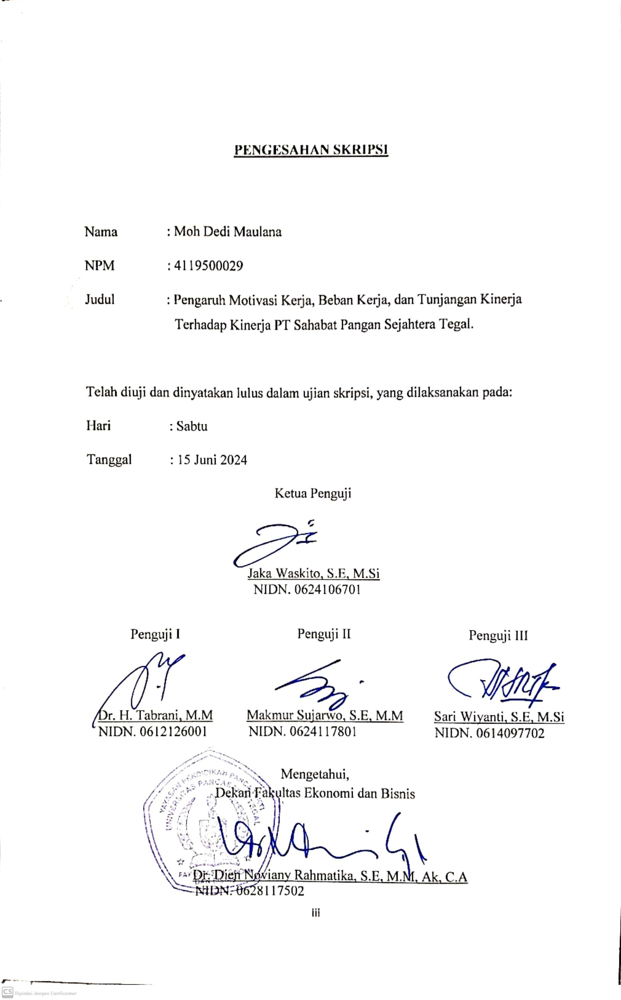 PENGESAHAN SKRIPSI
Nama : Moh Dedi Maulana
NPM : 4119500029
Judul : Pengaruh Motivasi Kerja, Beban Kerja, dan Tunjangan Kinerja
Terhadap Kinerja PT Sahabat Pangan Sejahtera Tegal.
Telah diuji dan dinyatakan lulus dalam ujian skripsi, yang dilaksanakan pada:
Hari : Sabtu
Tanggal : 15 Juni 2024
Ketua Penguji
Jaka Waskito, S.E, M.Si
NIDN. 0624106701
Penguji I Penguji II Penguji III
Dr. H. Tabrani, M.M Makmur Sujarwo, S.E, M.M Sari Wiyanti, S.E, M.Si
NIDN. 0612126001 NIDN. 0624117801 NIDN. 0614097702
YAYASAN PENDIDIKAN
UNIVERSITAS TEGAL
Mengetahui,
Dekan Fakultas Ekonomi dan Bisnis
Dr. Dien Noviany Rahmatika, S.E, M.M, Ak, C.A
NIDN. 0628117502
iii
CS Dipindai dengan CamScanner